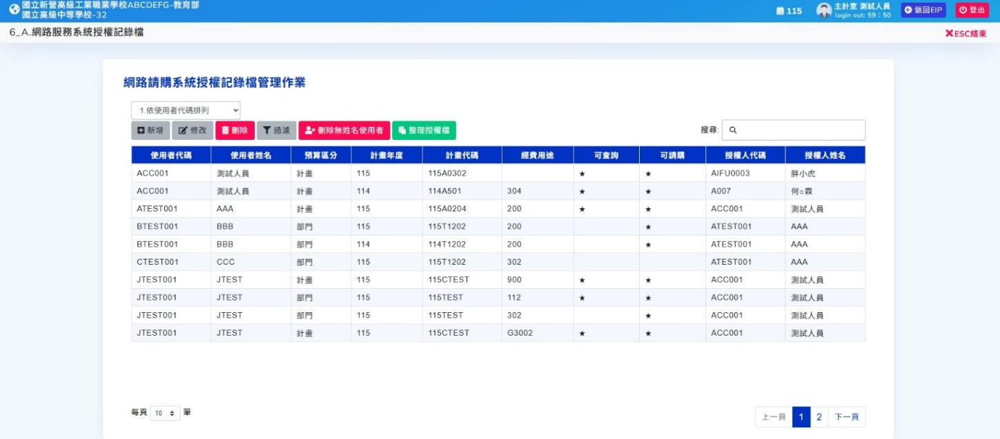 國立新營高級工業職業學校ABCDEFG-教育部
國立高級中等學校-32
115
主計室 測試人員
login out: 59：50
返回EIP
登出
6_A.網路服務系統授權記錄檔
ESC結束
網路請購系統授權記錄檔管理作業
1.依使用者代碼排列
新增 修改 刪除 過濾 刪除無姓名使用者 整理授權檔 搜尋:
使用者代碼 使用者姓名 預算區分 計畫年度 計畫代碼 經費用途 可查詢 可請購 授權人代碼 授權人姓名
ACC001 測試人員 計畫 115 115A0302 ★ ★ AIFU0003 胖小虎
ACC001 測試人員 計畫 114 114A501 304 ★ ★ A007 何○霖
ATEST001 AAA 計畫 115 115A0204 200 ★ ★ ACC001 測試人員
BTEST001 BBB 部門 115 115T1202 200 ★ ATEST001 AAA
BTEST001 BBB 部門 114 114T1202 200 ★ ATEST001 AAA
CTEST001 CCC 部門 115 115T1202 302 ATEST001 AAA
JTEST001 JTEST 計畫 115 115CTEST 900 ★ ★ ACC001 測試人員
JTEST001 JTEST 部門 115 115TEST 112 ★ ★ ACC001 測試人員
JTEST001 JTEST 部門 115 115TEST 302 ★ ACC001 測試人員
JTEST001 JTEST 計畫 115 115CTEST G3002 ★ ★ ACC001 測試人員
每頁 10 筆
上一頁 1 2 下一頁